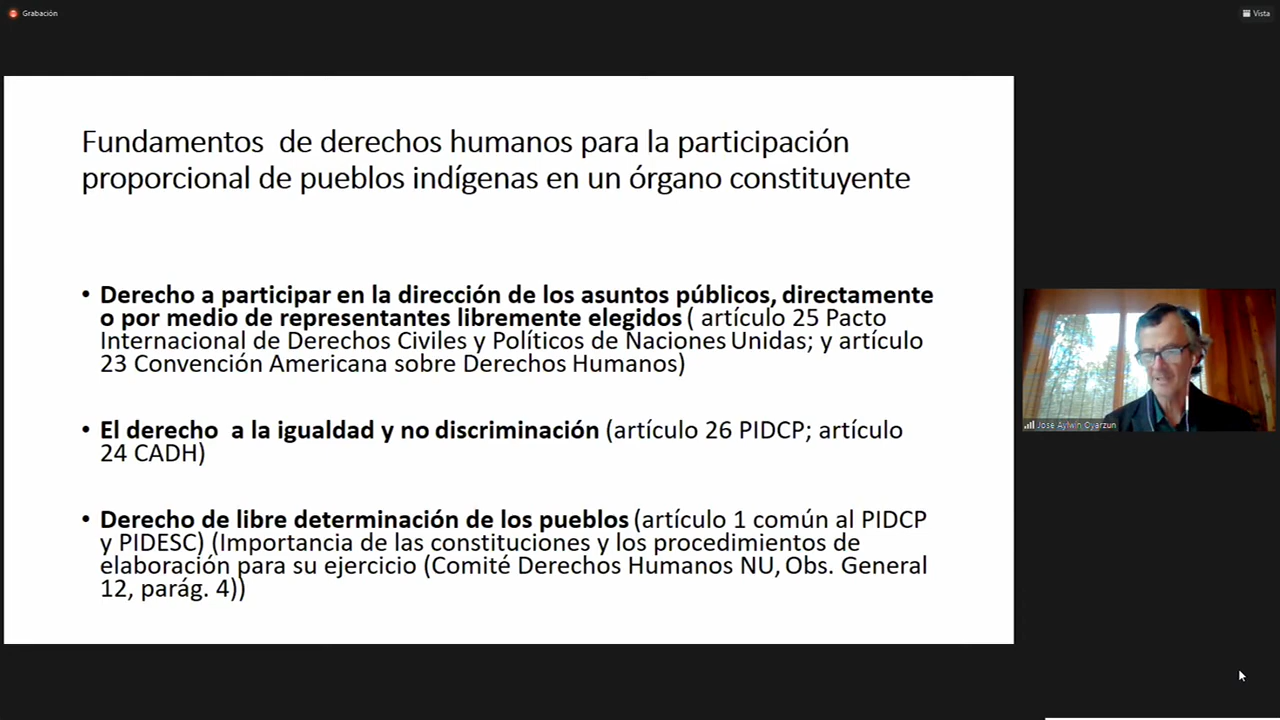 Grabación
Vista
Fundamentos de derechos humanos para la participación
proporcional de pueblos indígenas en un órgano constituyente
• Derecho a participar en la dirección de los asuntos públicos, directamente
o por medio de representantes libremente elegidos ( artículo 25 Pacto
Internacional de Derechos Civiles y Políticos de Naciones Unidas; y artículo
23 Convención Americana sobre Derechos Humanos)
• El derecho a la igualdad y no discriminación (artículo 26 PIDCP; artículo
24 CADH)
• Derecho de libre determinación de los pueblos (artículo 1 común al PIDCP
y PIDESC) (Importancia de las constituciones y los procedimientos de
elaboración para su ejercicio (Comité Derechos Humanos NU, Obs. General
12, parág. 4))
José Aylwin Oyarzún